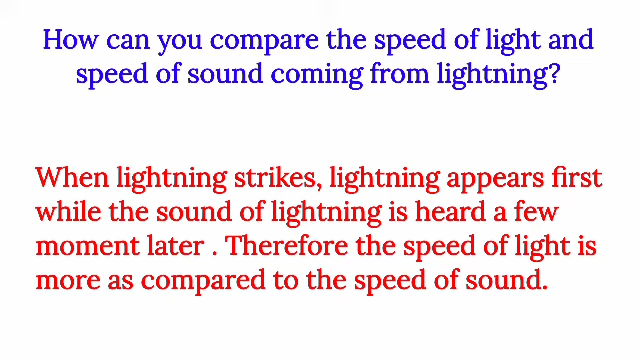 How can you compare the speed of light and
speed of sound coming from lightning?
When lightning strikes, lightning appears first
while the sound of lightning is heard a few
moment later . Therefore the speed of light is
more as compared to the speed of sound.